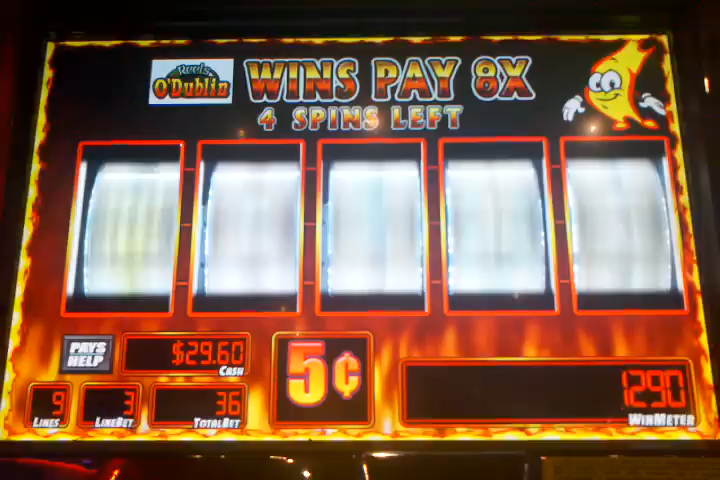 Reels
O'Dublin
WINS PAY 8X
4 SPINS LEFT
PAYS
HELP
$29.60
CASH
9
LINES
3
LINEBET
36
TOTALBET
5¢
1290
WINMETER